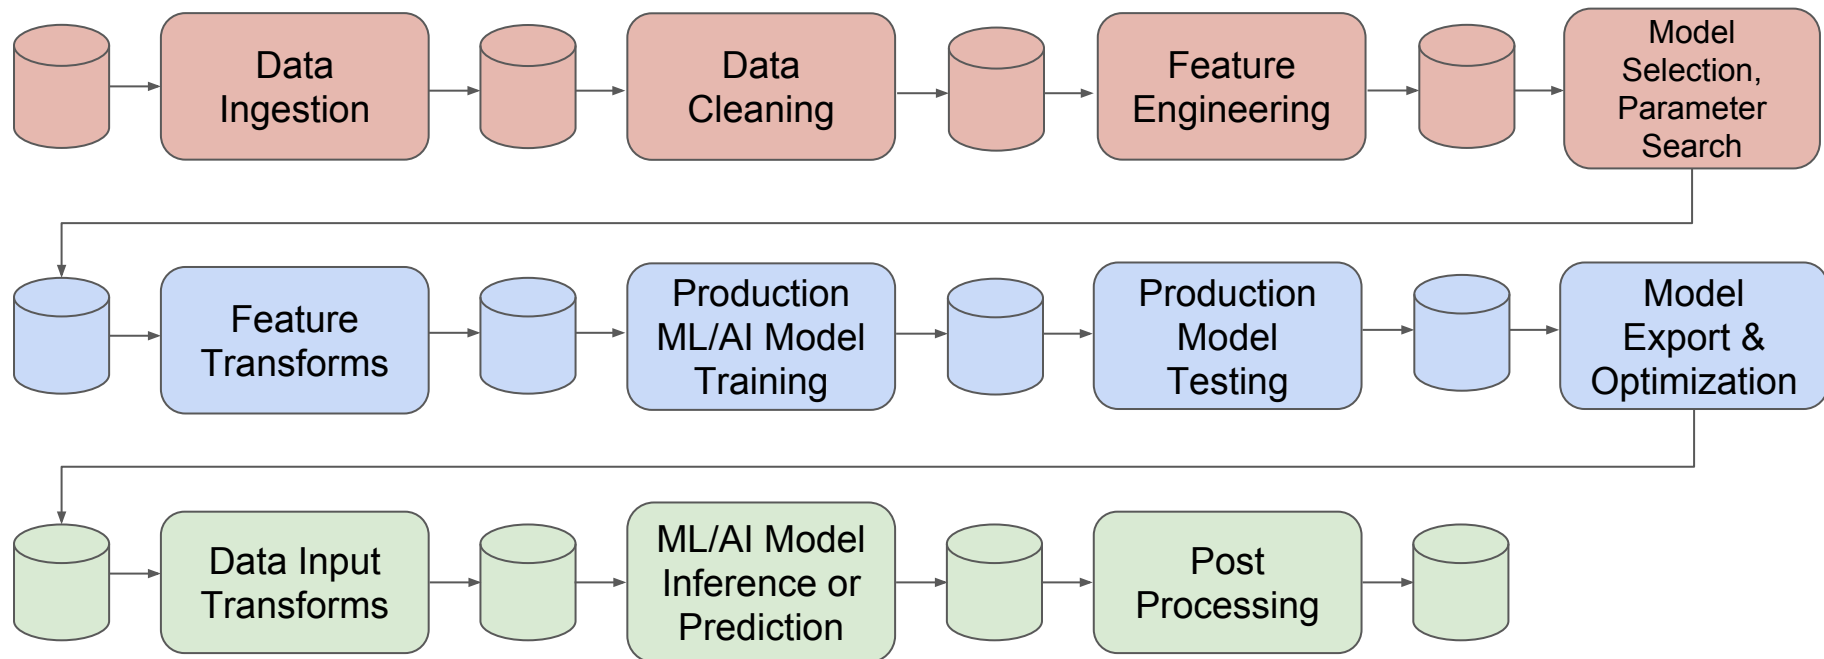 Data
Ingestion
Data
Cleaning
Feature
Engineering
Model
Selection,
Parameter
Search
Feature
Transforms
Production
ML/AI Model
Training
Production
Model
Testing
Model
Export &
Optimization
Data Input
Transforms
ML/AI Model
Inference or
Prediction
Post
Processing